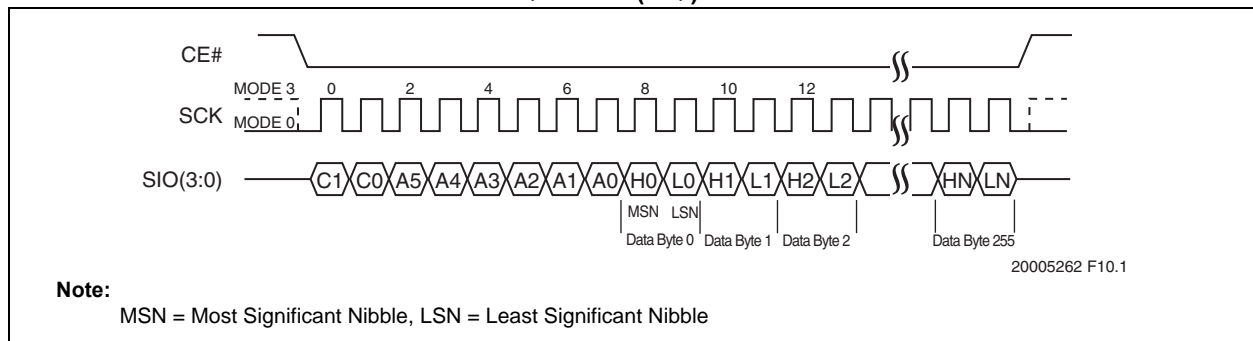 CE#
MODE 3 0 2 4 6 8 10 12
SCK
MODE 0
SIO(3:0) C1 C0 A5 A4 A3 A2 A1 A0 H0 L0 H1 L1 H2 L2 HN LN
MSN LSN
Data Byte 0 Data Byte 1 Data Byte 2 Data Byte 255
20005262 F10.1
Note:
MSN = Most Significant Nibble, LSN = Least Significant Nibble